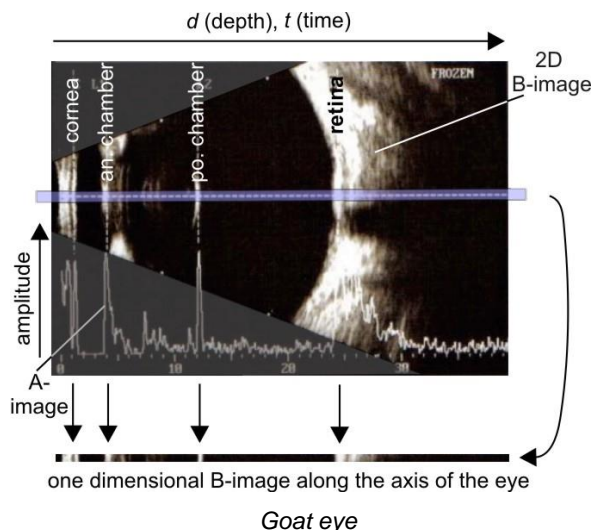 d (depth), t (time)
2D
B-image
FROZEN
cornea
an. chamber
po. chamber
retina
amplitude
A-
image
0
10
20
30
one dimensional B-image along the axis of the eye
Goat eye